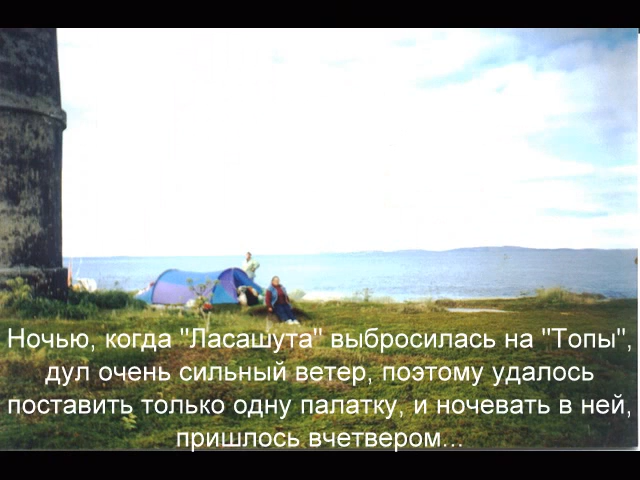 Ночью, когда "Ласашута" выбросилась на "Топы",
дул очень сильный ветер, поэтому удалось
поставить только одну палатку, и ночевать в ней,
пришлось вчетвером...